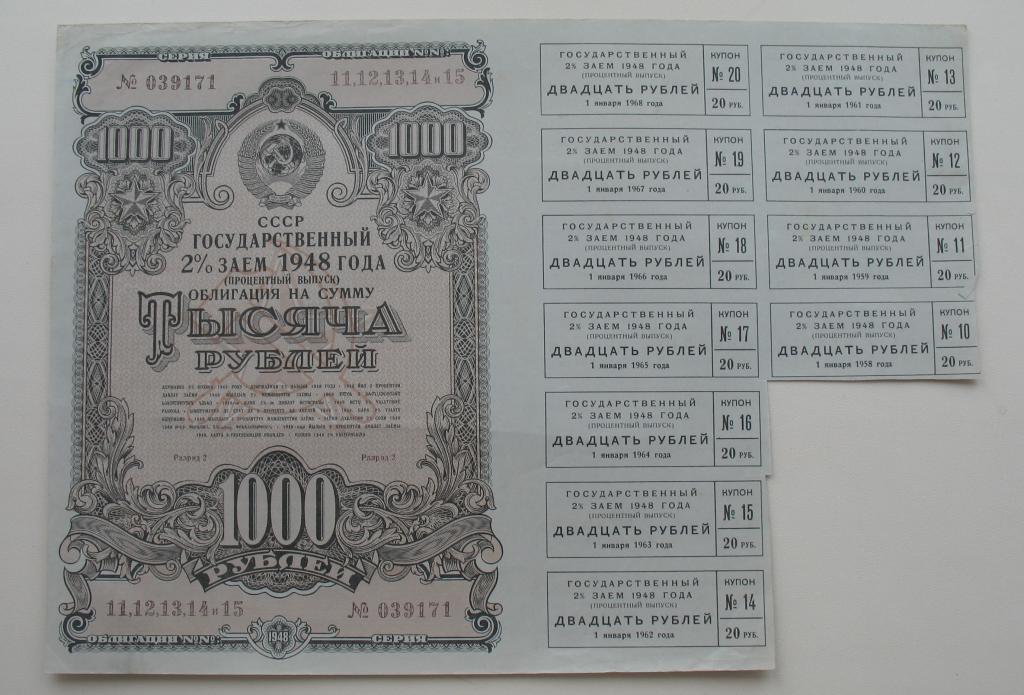 СЕРИЯ ОБЛИГАЦИИ №№:
№ 039171 11,12,13,14 и 15
1000 1000
СССР
ГОСУДАРСТВЕННЫЙ
2% ЗАЕМ 1948 ГОДА
(ПРОЦЕНТНЫЙ ВЫПУСК)
ОБЛИГАЦИЯ НА СУММУ
ТЫСЯЧА
РУБЛЕЙ
Разряд 2 Разряд 2
1000
РУБЛЕЙ
11,12,13,14 и 15 № 039171
ОБЛИГАЦИИ №№: 1948 СЕРИЯ
ГОСУДАРСТВЕННЫЙ
2% ЗАЕМ 1948 ГОДА
(ПРОЦЕНТНЫЙ ВЫПУСК)
ДВАДЦАТЬ РУБЛЕЙ
1 января 1968 года
КУПОН
№ 20
20 РУБ.
ГОСУДАРСТВЕННЫЙ
2% ЗАЕМ 1948 ГОДА
(ПРОЦЕНТНЫЙ ВЫПУСК)
ДВАДЦАТЬ РУБЛЕЙ
1 января 1961 года
КУПОН
№ 13
20 РУБ.
ГОСУДАРСТВЕННЫЙ
2% ЗАЕМ 1948 ГОДА
(ПРОЦЕНТНЫЙ ВЫПУСК)
ДВАДЦАТЬ РУБЛЕЙ
1 января 1967 года
КУПОН
№ 19
20 РУБ.
ГОСУДАРСТВЕННЫЙ
2% ЗАЕМ 1948 ГОДА
(ПРОЦЕНТНЫЙ ВЫПУСК)
ДВАДЦАТЬ РУБЛЕЙ
1 января 1960 года
КУПОН
№ 12
20 РУБ.
ГОСУДАРСТВЕННЫЙ
2% ЗАЕМ 1948 ГОДА
(ПРОЦЕНТНЫЙ ВЫПУСК)
ДВАДЦАТЬ РУБЛЕЙ
1 января 1966 года
КУПОН
№ 18
20 РУБ.
ГОСУДАРСТВЕННЫЙ
2% ЗАЕМ 1948 ГОДА
(ПРОЦЕНТНЫЙ ВЫПУСК)
ДВАДЦАТЬ РУБЛЕЙ
1 января 1959 года
КУПОН
№ 11
20 РУБ.
ГОСУДАРСТВЕННЫЙ
2% ЗАЕМ 1948 ГОДА
(ПРОЦЕНТНЫЙ ВЫПУСК)
ДВАДЦАТЬ РУБЛЕЙ
1 января 1965 года
КУПОН
№ 17
20 РУБ.
ГОСУДАРСТВЕННЫЙ
2% ЗАЕМ 1948 ГОДА
(ПРОЦЕНТНЫЙ ВЫПУСК)
ДВАДЦАТЬ РУБЛЕЙ
1 января 1958 года
КУПОН
№ 10
20 РУБ.
ГОСУДАРСТВЕННЫЙ
2% ЗАЕМ 1948 ГОДА
(ПРОЦЕНТНЫЙ ВЫПУСК)
ДВАДЦАТЬ РУБЛЕЙ
1 января 1964 года
КУПОН
№ 16
20 РУБ.
ГОСУДАРСТВЕННЫЙ
2% ЗАЕМ 1948 ГОДА
(ПРОЦЕНТНЫЙ ВЫПУСК)
ДВАДЦАТЬ РУБЛЕЙ
1 января 1963 года
КУПОН
№ 15
20 РУБ.
ГОСУДАРСТВЕННЫЙ
2% ЗАЕМ 1948 ГОДА
(ПРОЦЕНТНЫЙ ВЫПУСК)
ДВАДЦАТЬ РУБЛЕЙ
1 января 1962 года
КУПОН
№ 14
20 РУБ.